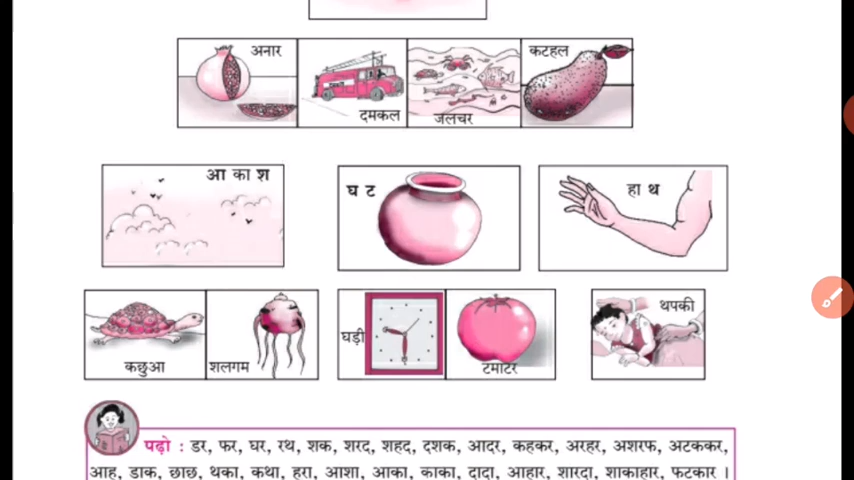 अनार
दमकल
जलचर
कटहल
आ का श
घ ट
हा थ
कछुआ
शलगम
घड़ी
टमाटर
थपकी
पढ़ो : डर, फर, घर, रथ, शक, शरद, शहद, दशक, आदर, कहकर, अरहर, अशरफ, अटककर,
आह, डाक, छाछ, थका, कथा, हरा, आशा, आका, काका, दादा, आहार, शारदा, शाकाहार, फटकार ।